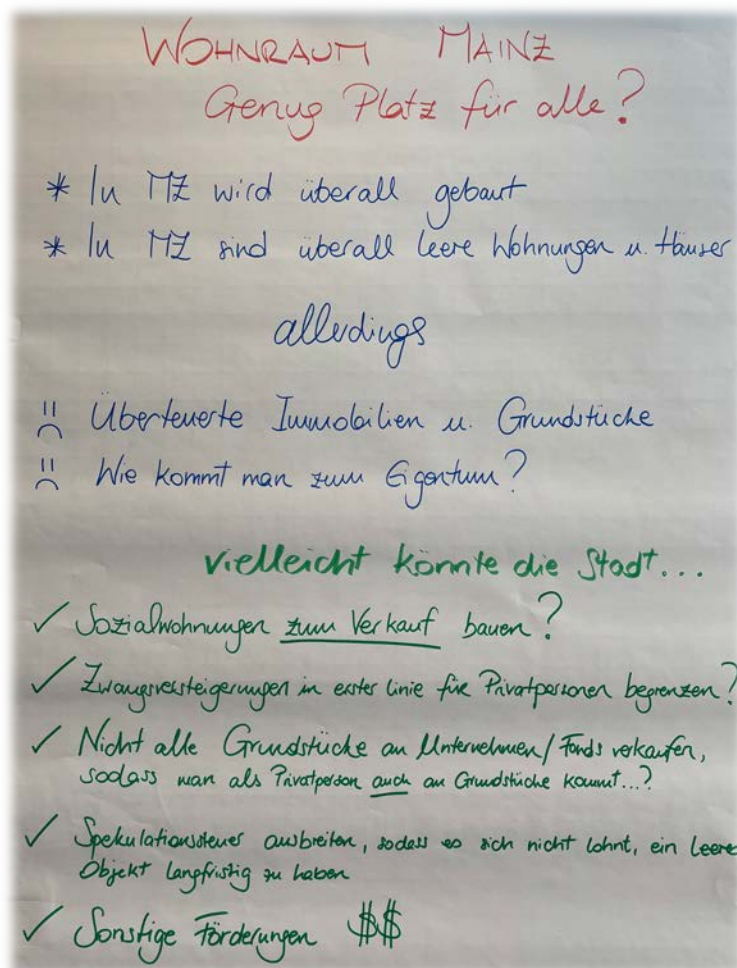 WOHNRAUM MAINZ
Genug Platz für alle?
* In MZ wird überall gebaut
* In MZ sind überall leere Wohnungen u. Häuser
allerdings
Überteuerte Immobilien u. Grundstücke
Wie kommt man zum Eigentum?
vielleicht könnte die Stadt...
✓ Sozialwohnungen zum Verkauf bauen?
✓ Zwangsversteigerungen in erster Linie für Privatpersonen begrenzen?
✓ Nicht alle Grundstücke an Unternehmen/Fonds verkaufen,
sodass man als Privatperson auch an Grundstücke kommt...?
✓ Spekulationssteuer ausbreiten, sodass es sich nicht lohnt, ein leere
Objekt langfristig zu haben
✓ Sonstige Förderungen $$